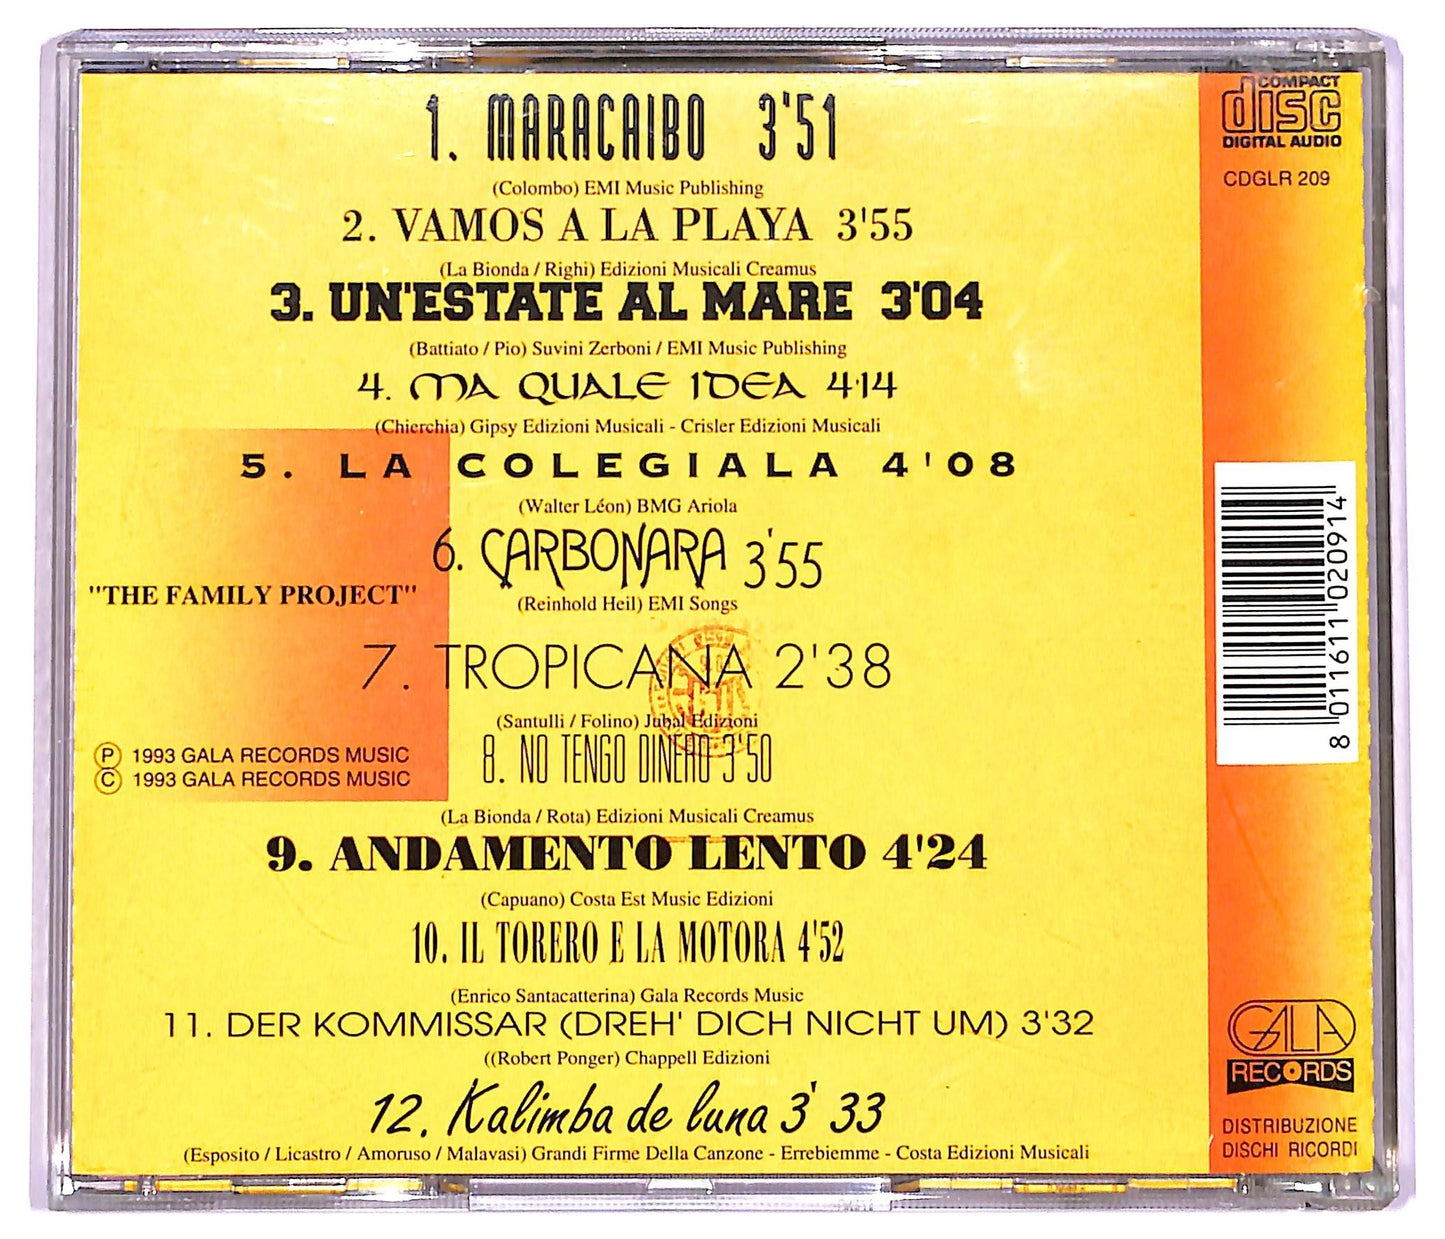 1. MARACAIBO 3'51
(Colombo) EMI Music Publishing
2. VAMOS A LA PLAYA 3'55
(La Bionda / Righi) Edizioni Musicali Creamus
3. UN'ESTATE AL MARE 3'04
(Battiato / Pio) Suvini Zerboni / EMI Music Publishing
4. MA QUALE IDEA 4'14
(Chierchia) Gipsy Edizioni Musicali - Crisler Edizioni Musicali
5. LA COLEGIALA 4'08
(Walter Léon) BMG Ariola
6. CARBONARA 3'55
(Reinhold Heil) EMI Songs
"THE FAMILY PROJECT"
7. TROPICANA 2'38
(Santulli / Folino) Jubal Edizioni
8. NO TENGO DINERO 3'50
(La Bionda / Rota) Edizioni Musicali Creamus
Ⓟ 1993 GALA RECORDS MUSIC
© 1993 GALA RECORDS MUSIC
9. ANDAMENTO LENTO 4'24
(Capuano) Costa Est Music Edizioni
10. IL TORERO E LA MOTORA 4'52
(Enrico Santacatterina) Gala Records Music
11. DER KOMMISSAR (DREH' DICH NICHT UM) 3'32
((Robert Ponger) Chappell Edizioni
12. Kalimba de luna 3' 33
(Esposito / Licastro / Amoruso / Malavasi) Grandi Firme Della Canzone - Errebiemme - Costa Edizioni Musicali
COMPACT
disc
DIGITAL AUDIO
CDGLR 209
8 011611 020914
GALA
RECORDS
DISTRIBUZIONE
DISCHI RICORDI